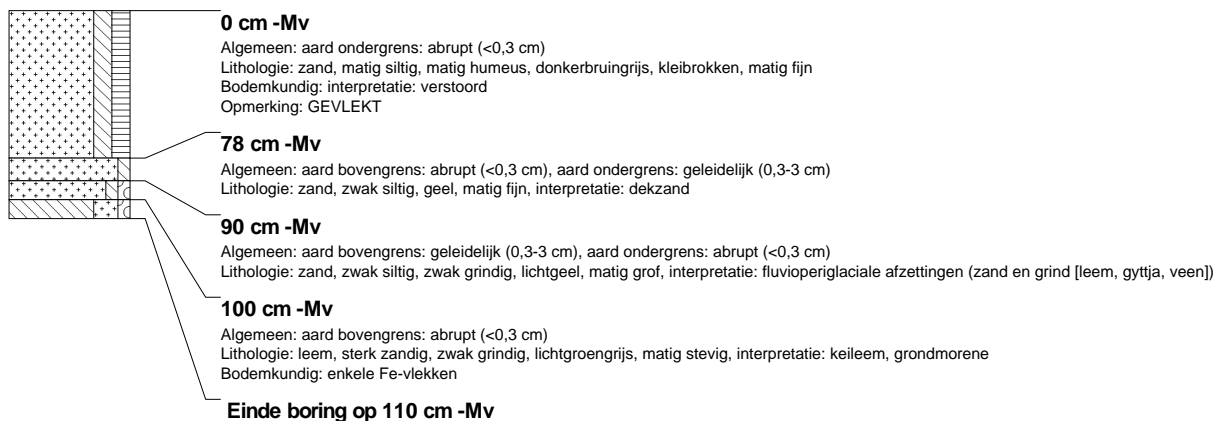 0 cm -Mv
Algemeen: aard ondergrens: abrupt (<0,3 cm)
Lithologie: zand, matig siltig, matig humeus, donkerbruingrijs, kleibrokken, matig fijn
Bodemkundig: interpretatie: verstoord
Opmerking: GEVLEKT
78 cm -Mv
Algemeen: aard bovengrens: abrupt (<0,3 cm), aard ondergrens: geleidelijk (0,3-3 cm)
Lithologie: zand, zwak siltig, geel, matig fijn, interpretatie: dekzand
90 cm -Mv
Algemeen: aard bovengrens: geleidelijk (0,3-3 cm), aard ondergrens: abrupt (<0,3 cm)
Lithologie: zand, zwak siltig, zwak grindig, lichtgeel, matig grof, interpretatie: fluvioperiglaciale afzettingen (zand en grind [leem, gyttja, veen])
100 cm -Mv
Algemeen: aard bovengrens: abrupt (<0,3 cm)
Lithologie: leem, sterk zandig, zwak grindig, lichtgroengrijs, matig stevig, interpretatie: keileem, grondmorene
Bodemkundig: enkele Fe-vlekken
Einde boring op 110 cm -Mv